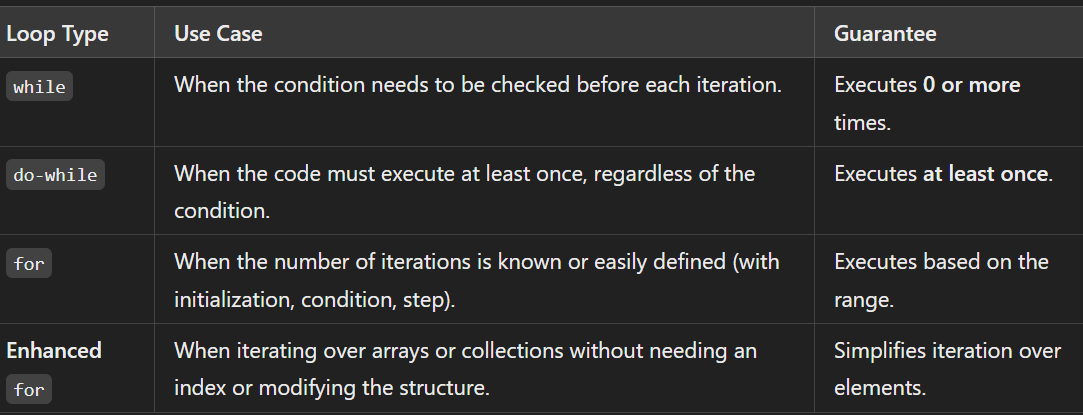 Loop Type Use Case Guarantee
while When the condition needs to be checked before each iteration. Executes 0 or more
times.
do-while When the code must execute at least once, regardless of the Executes at least once.
condition.
for When the number of iterations is known or easily defined (with Executes based on the
initialization, condition, step). range.
Enhanced When iterating over arrays or collections without needing an Simplifies iteration over
for index or modifying the structure. elements.